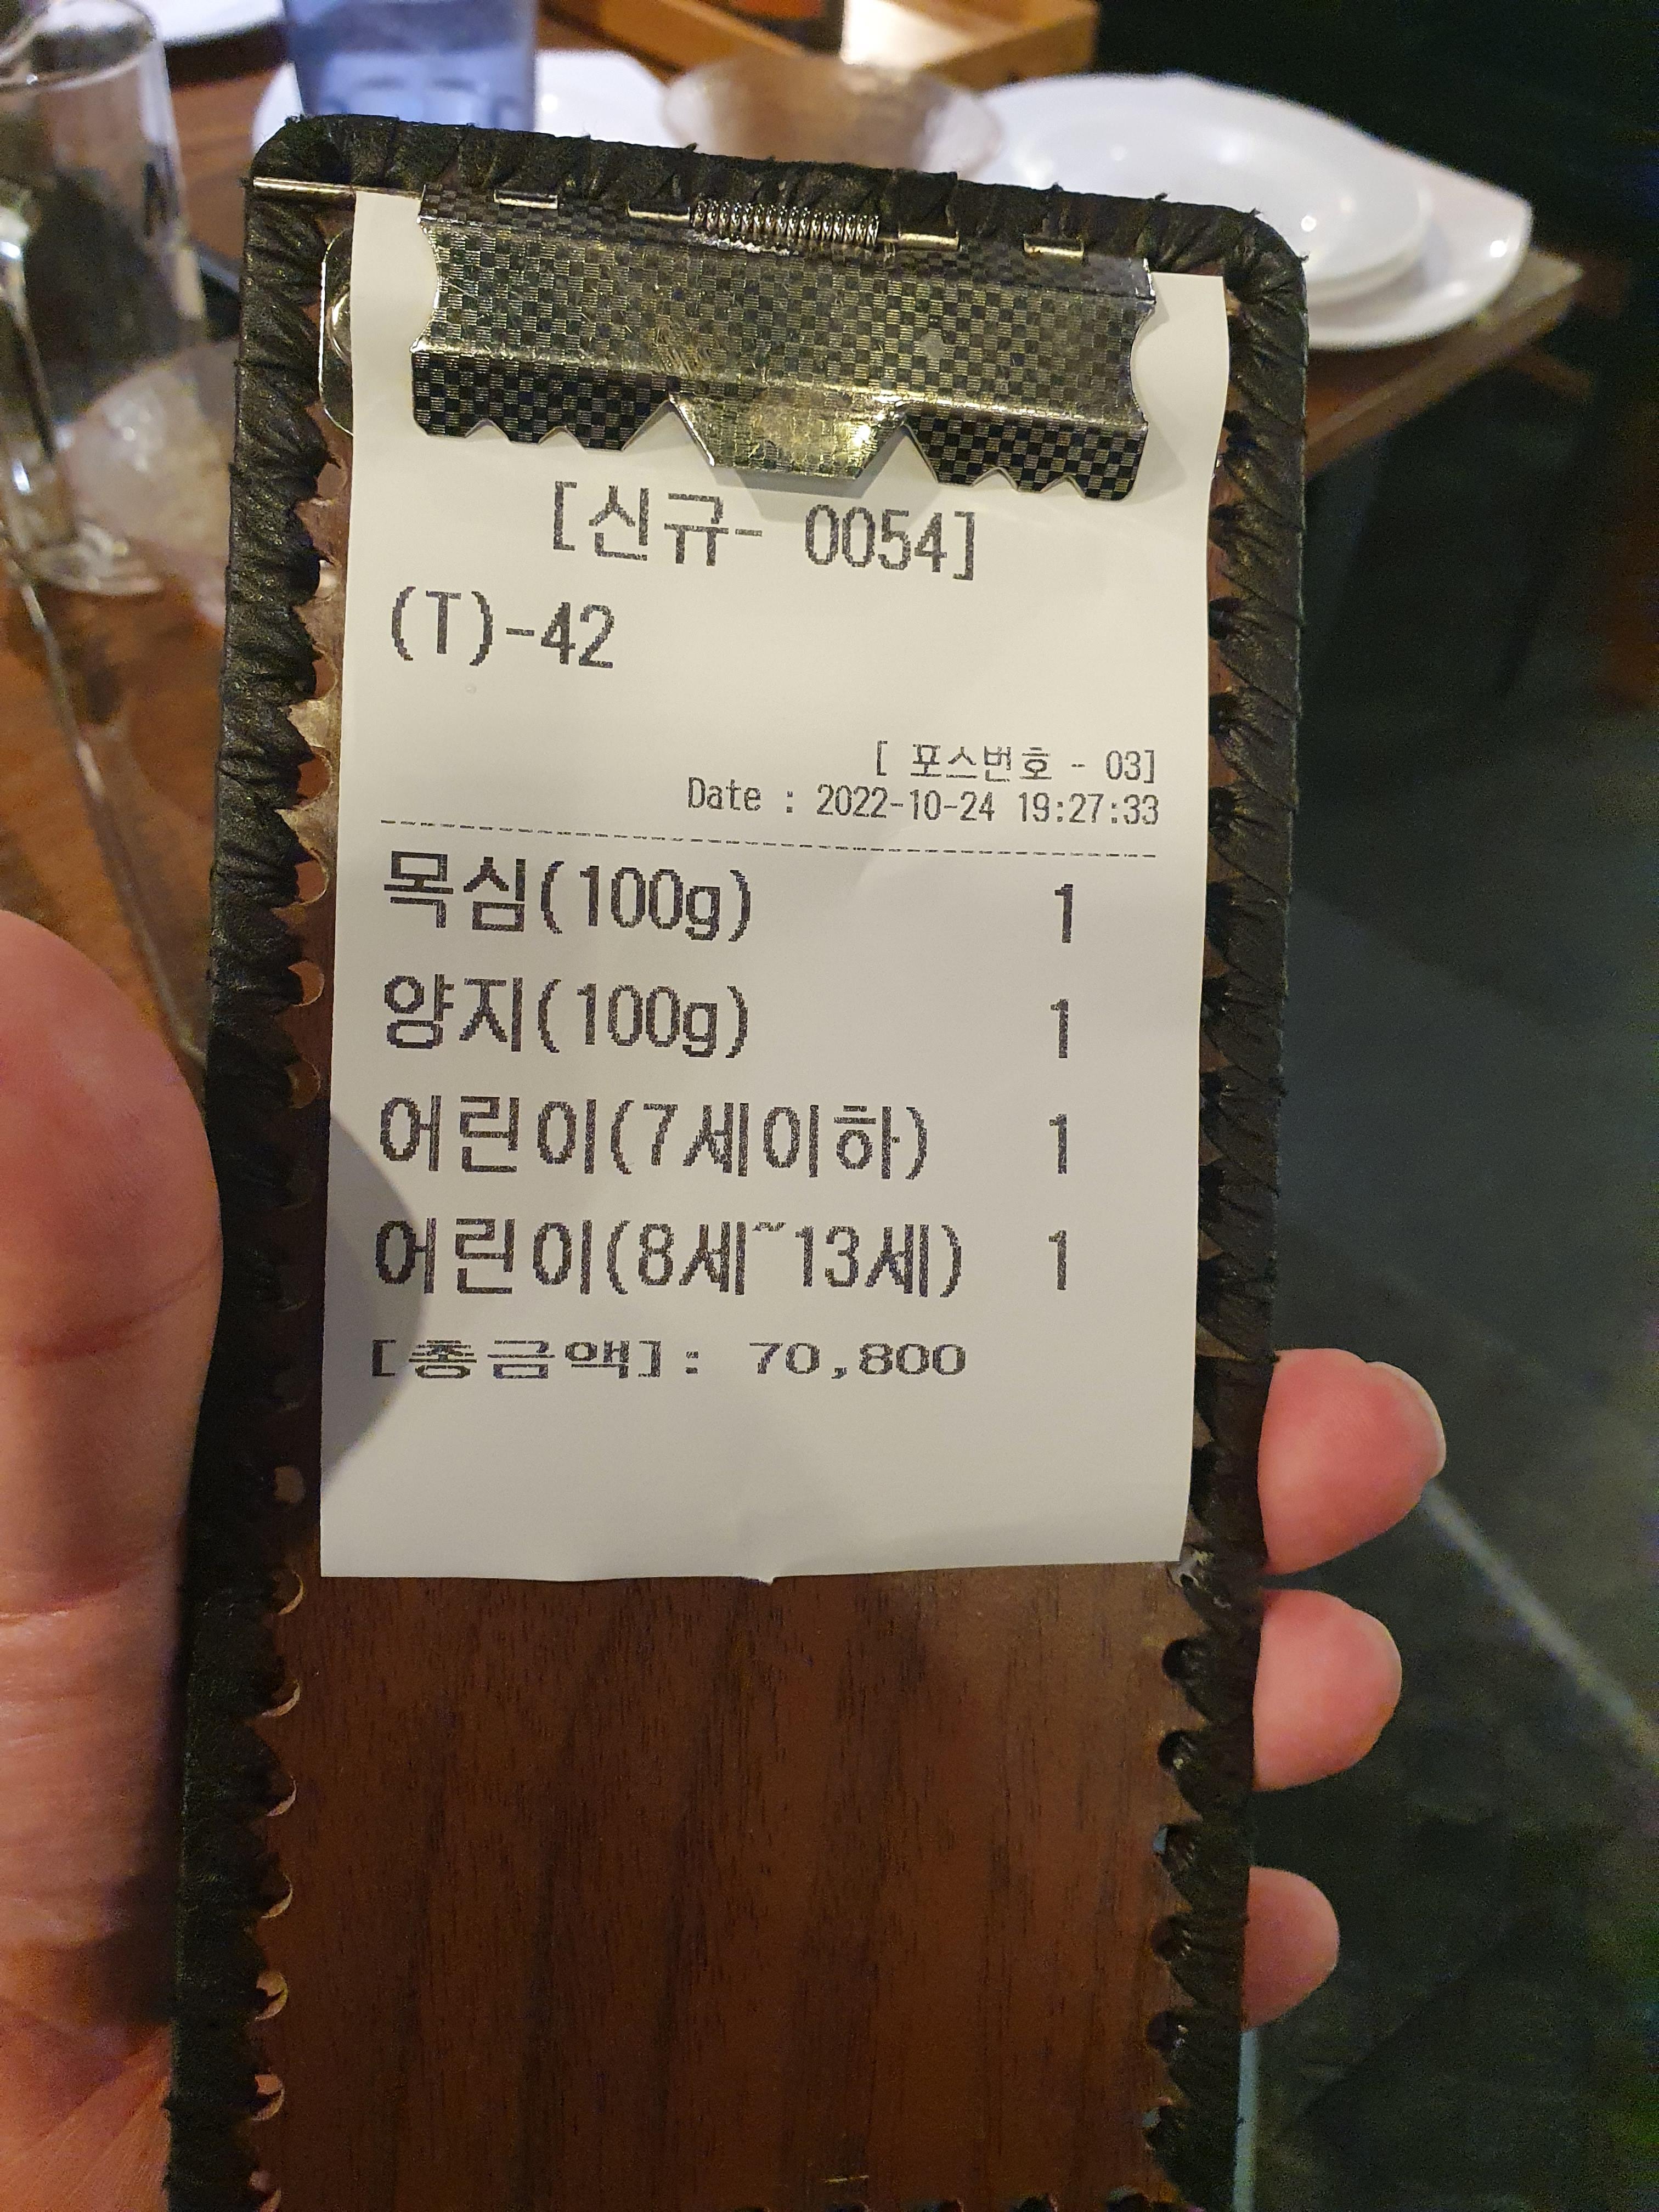 [신규- 0054]
(T)-42
[ 포스번호 - 03]
Date : 2022-10-24 19:27:33
목심(100g) 1
양지(100g) 1
어린이(7세이하) 1
어린이(8세~13세) 1
[총금액]: 70,800